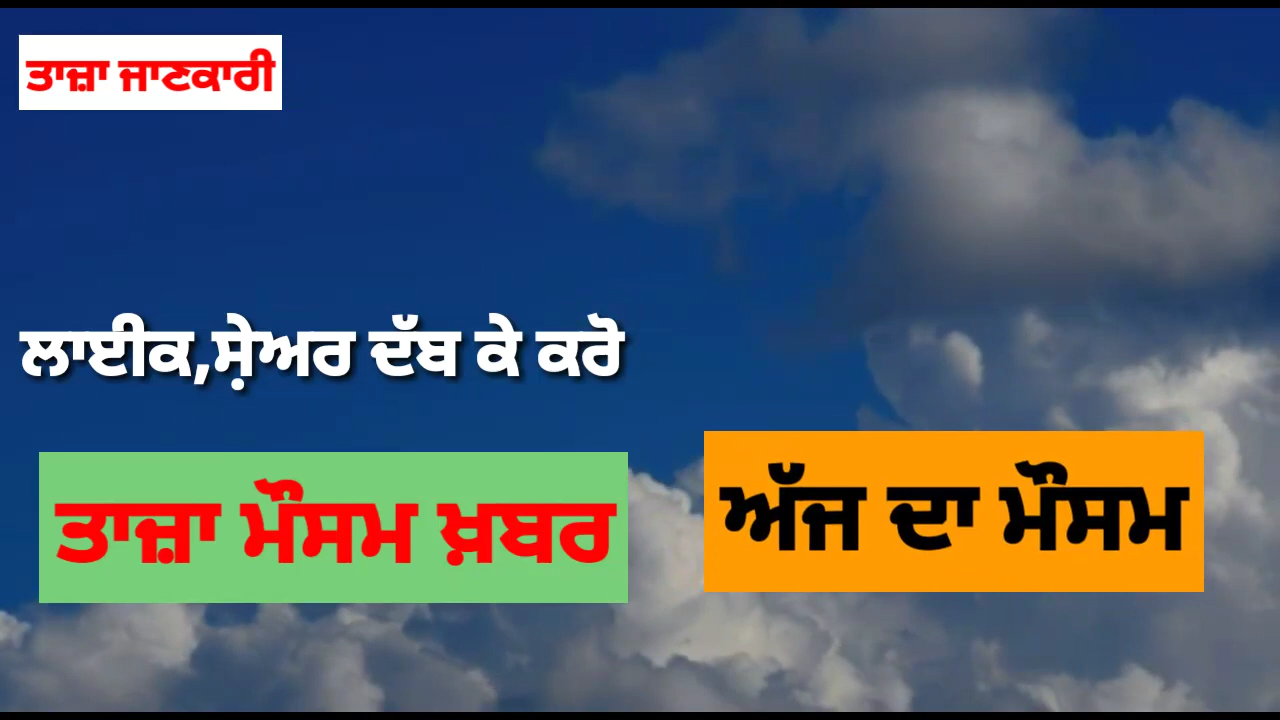 ਤਾਜ਼ਾ ਜਾਣਕਾਰੀ
ਲਾਈਕ,ਸ਼ੇਅਰ ਦੱਬ ਕੇ ਕਰੋ
ਤਾਜ਼ਾ ਮੌਸਮ ਖ਼ਬਰ
ਅੱਜ ਦਾ ਮੌਸਮ